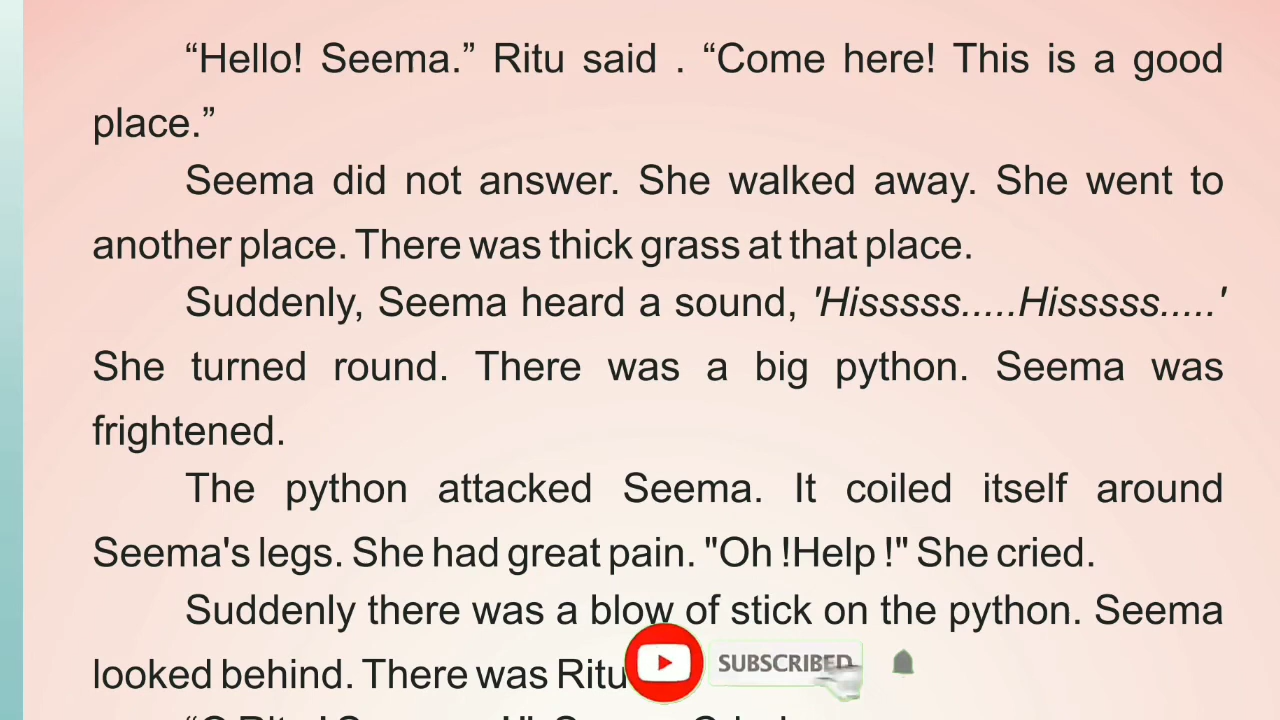 “Hello! Seema.” Ritu said . “Come here! This is a good
place.”
Seema did not answer. She walked away. She went to
another place. There was thick grass at that place.
Suddenly, Seema heard a sound, 'Hisssss.....Hisssss.....'
She turned round. There was a big python. Seema was
frightened.
The python attacked Seema. It coiled itself around
Seema's legs. She had great pain. "Oh !Help !" She cried.
Suddenly there was a blow of stick on the python. Seema
looked behind. There was Ritu
SUBSCRIBED